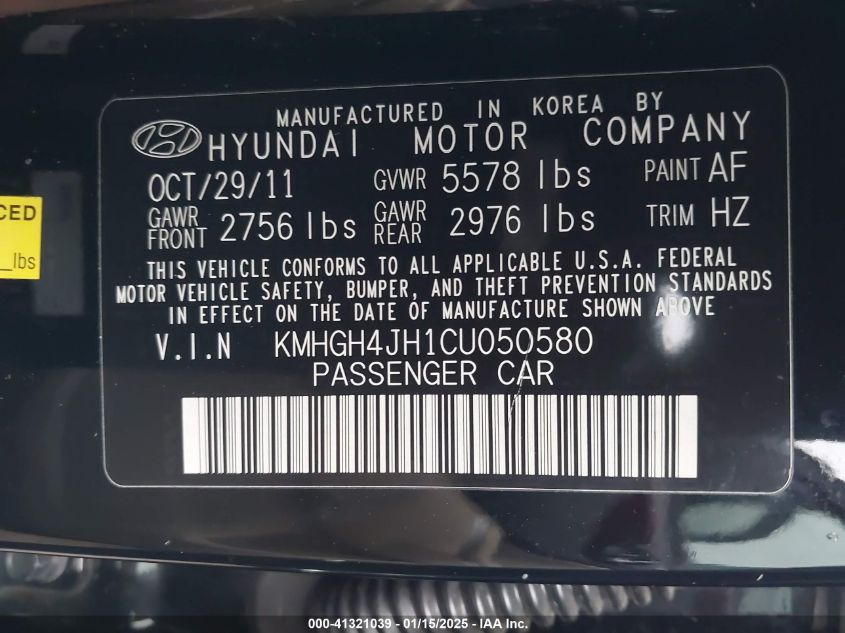 MANUFACTURED IN KOREA BY
HYUNDAI MOTOR COMPANY
OCT/29/11 GVWR 5578 lbs PAINT AF
GAWR FRONT 2756 lbs GAWR REAR 2976 lbs TRIM HZ
THIS VEHICLE CONFORMS TO ALL APPLICABLE U.S.A. FEDERAL
MOTOR VEHICLE SAFETY, BUMPER, AND THEFT PREVENTION STANDARDS
IN EFFECT ON THE DATE OF MANUFACTURE SHOWN ABOVE
V.I.N KMHGH4JH1CU050580
PASSENGER CAR
CED
_lbs
000-41321039 - 01/15/2025 - IAA Inc.